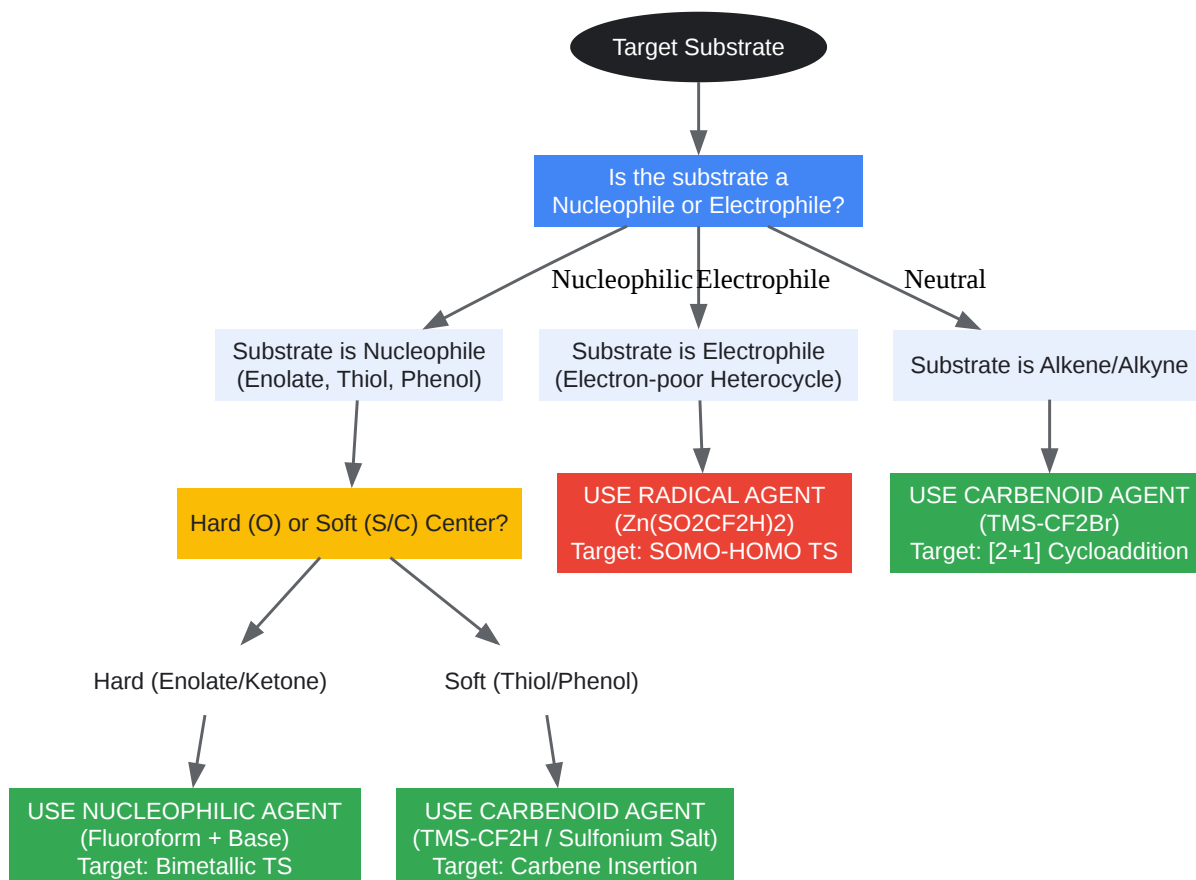 Target Substrate
Is the substrate a
Nucleophile or Electrophile?
Nucleophilic
Electrophile
Neutral
Substrate is Nucleophile
(Enolate, Thiol, Phenol)
Substrate is Electrophile
(Electron-poor Heterocycle)
Substrate is Alkene/Alkyne
Hard (O) or Soft (S/C) Center?
USE RADICAL AGENT
(Zn(SO2CF2H)2)
Target: SOMO-HOMO TS
USE CARBENOID AGENT
(TMS-CF2Br)
Target: [2+1] Cycloaddition
Hard (Enolate/Ketone)
Soft (Thiol/Phenol)
USE NUCLEOPHILIC AGENT
(Fluoroform + Base)
Target: Bimetallic TS
USE CARBENOID AGENT
(TMS-CF2H / Sulfonium Salt)
Target: Carbene Insertion